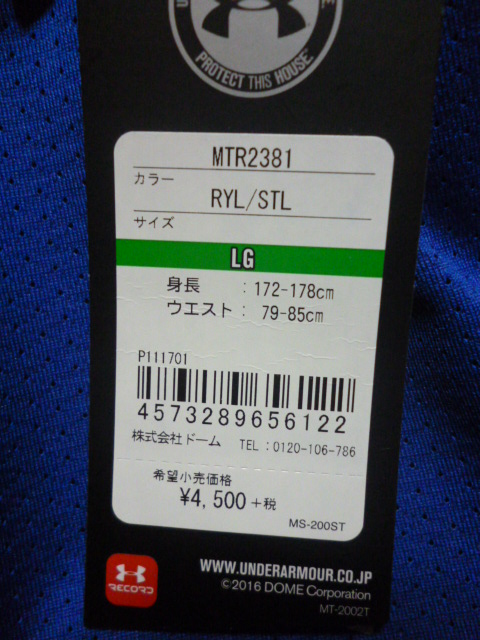 PROTECT THIS HOUSE
MTR2381
カラー
RYL/STL
サイズ
LG
身長 : 172-178cm
ウエスト : 79-85cm
P111701
4573289656122
株式会社ドーム TEL:0120-106-786
希望小売価格
¥4,500+税
MS-200ST
RECORD
WWW.UNDERARMOUR.CO.JP
©2016 DOME Corporation
MT-2002T